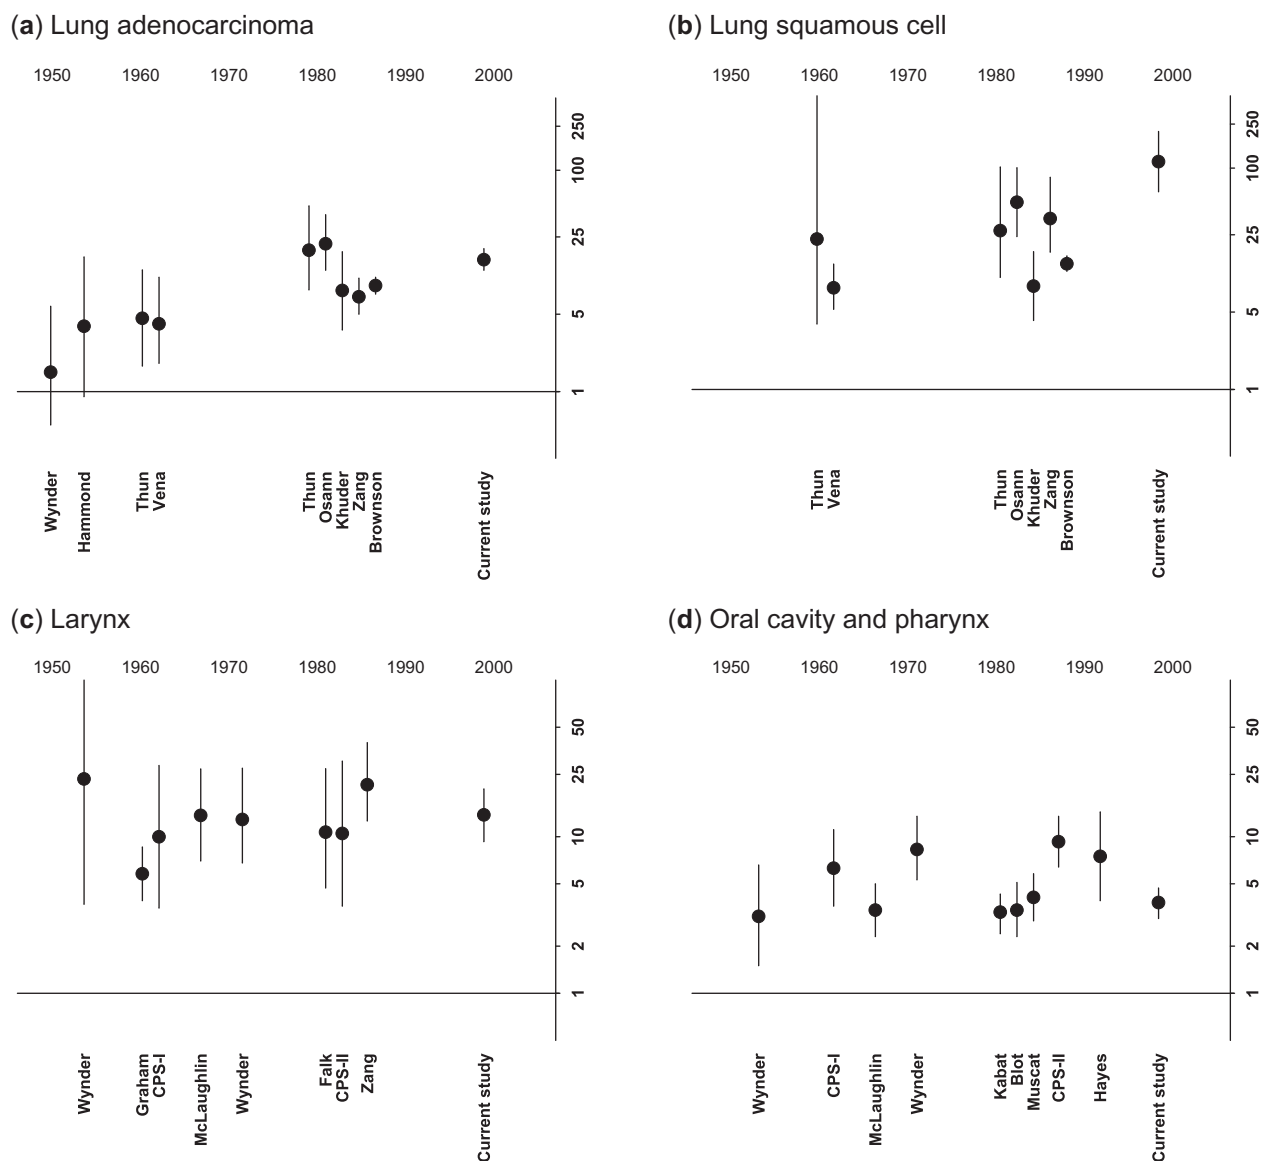 (a) Lung adenocarcinoma
1950 1960 1970 1980 1990 2000
250
100
25
5
1
Wynder
Hammond
Thun
Vena
Thun
Osann
Khuder
Zang
Brownson
Current study
(b) Lung squamous cell
1950 1960 1970 1980 1990 2000
250
100
25
5
1
Thun
Vena
Thun
Osann
Khuder
Zang
Brownson
Current study
(c) Larynx
1950 1960 1970 1980 1990 2000
50
25
10
5
2
1
Wynder
Graham
CPS-I
McLaughlin
Wynder
Falk
CPS-II
Zang
Current study
(d) Oral cavity and pharynx
1950 1960 1970 1980 1990 2000
50
25
10
5
2
1
Wynder
CPS-I
McLaughlin
Wynder
Kabat
Blot
Muscat
CPS-II
Hayes
Current study